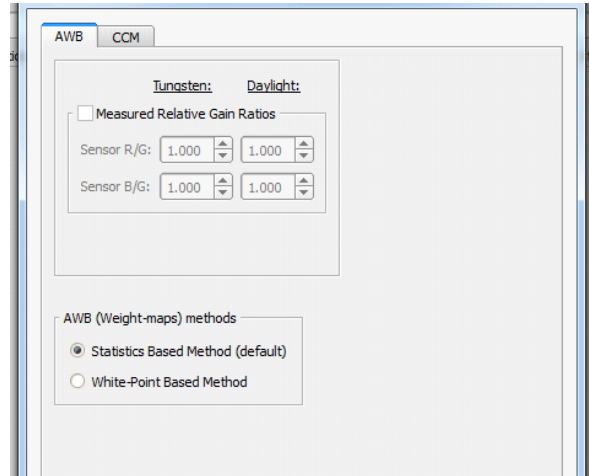 AWB CCM
Tungsten: Daylight:
Measured Relative Gain Ratios
Sensor R/G: 1.000 1.000
Sensor B/G: 1.000 1.000
AWB (Weight-maps) methods
Statistics Based Method (default)
White-Point Based Method